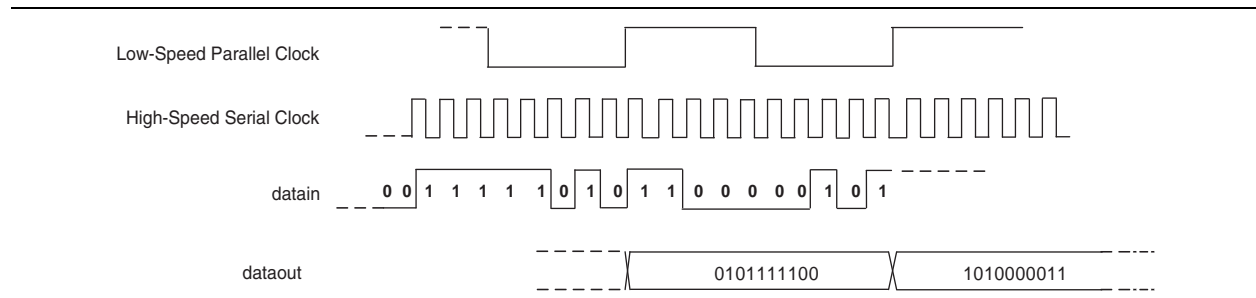 Low-Speed Parallel Clock
High-Speed Serial Clock
datain 0 0 1 1 1 1 1 0 1 0 1 1 0 0 0 0 0 1 0 1
dataout 0101111100 1010000011